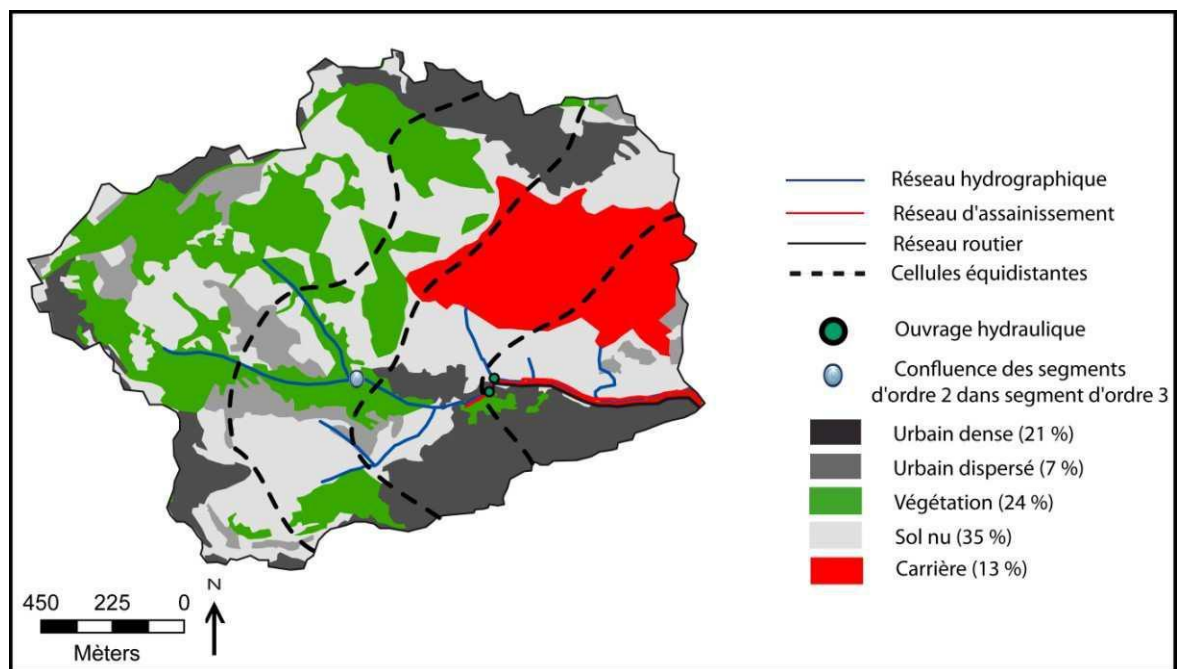 Réseau hydrographique
Réseau d'assainissement
Réseau routier
Cellules équidistantes
Ouvrage hydraulique
Confluence des segments
d'ordre 2 dans segment d'ordre 3
Urbain dense (21 %)
Urbain dispersé (7 %)
Végétation (24 %)
Sol nu (35 %)
Carrière (13 %)
N
450 225 0
Mèters